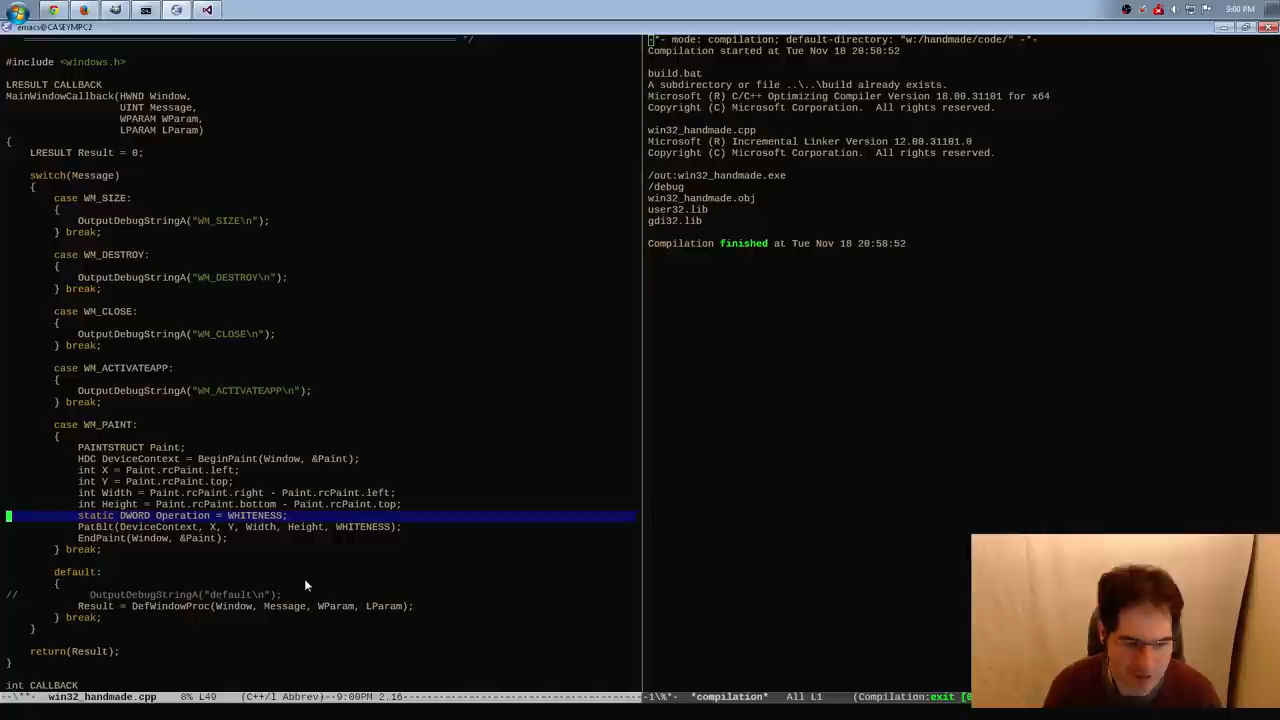 9:00 PM
emacs@CASEYMPC2
================================================================ */
#include <windows.h>
LRESULT CALLBACK
MainWindowCallback(HWND Window,
UINT Message,
WPARAM WParam,
LPARAM LParam)
{
LRESULT Result = 0;
switch(Message)
{
case WM_SIZE:
{
OutputDebugStringA("WM_SIZE\n");
} break;
case WM_DESTROY:
{
OutputDebugStringA("WM_DESTROY\n");
} break;
case WM_CLOSE:
{
OutputDebugStringA("WM_CLOSE\n");
} break;
case WM_ACTIVATEAPP:
{
OutputDebugStringA("WM_ACTIVATEAPP\n");
} break;
case WM_PAINT:
{
PAINTSTRUCT Paint;
HDC DeviceContext = BeginPaint(Window, &Paint);
int X = Paint.rcPaint.left;
int Y = Paint.rcPaint.top;
int Width = Paint.rcPaint.right - Paint.rcPaint.left;
int Height = Paint.rcPaint.bottom - Paint.rcPaint.top;
static DWORD Operation = WHITENESS;
PatBlt(DeviceContext, X, Y, Width, Height, WHITENESS);
EndPaint(Window, &Paint);
} break;
default:
{
// OutputDebugStringA("default\n");
Result = DefWindowProc(Window, Message, WParam, LParam);
} break;
}
return(Result);
}
int CALLBACK
--\**- win32_handmade.cpp 8% L49 (C++/l Abbrev)--9:00PM 2.16
-*- mode: compilation; default-directory: "w:/handmade/code/" -*-
Compilation started at Tue Nov 18 20:58:52
build.bat
A subdirectory or file ..\..\build already exists.
Microsoft (R) C/C++ Optimizing Compiler Version 18.00.31101 for x64
Copyright (C) Microsoft Corporation. All rights reserved.
win32_handmade.cpp
Microsoft (R) Incremental Linker Version 12.00.31101.0
Copyright (C) Microsoft Corporation. All rights reserved.
/out:win32_handmade.exe
/debug
win32_handmade.obj
user32.lib
gdi32.lib
Compilation finished at Tue Nov 18 20:58:52
-1\%*- *compilation* All L1 (Compilation:exit [0